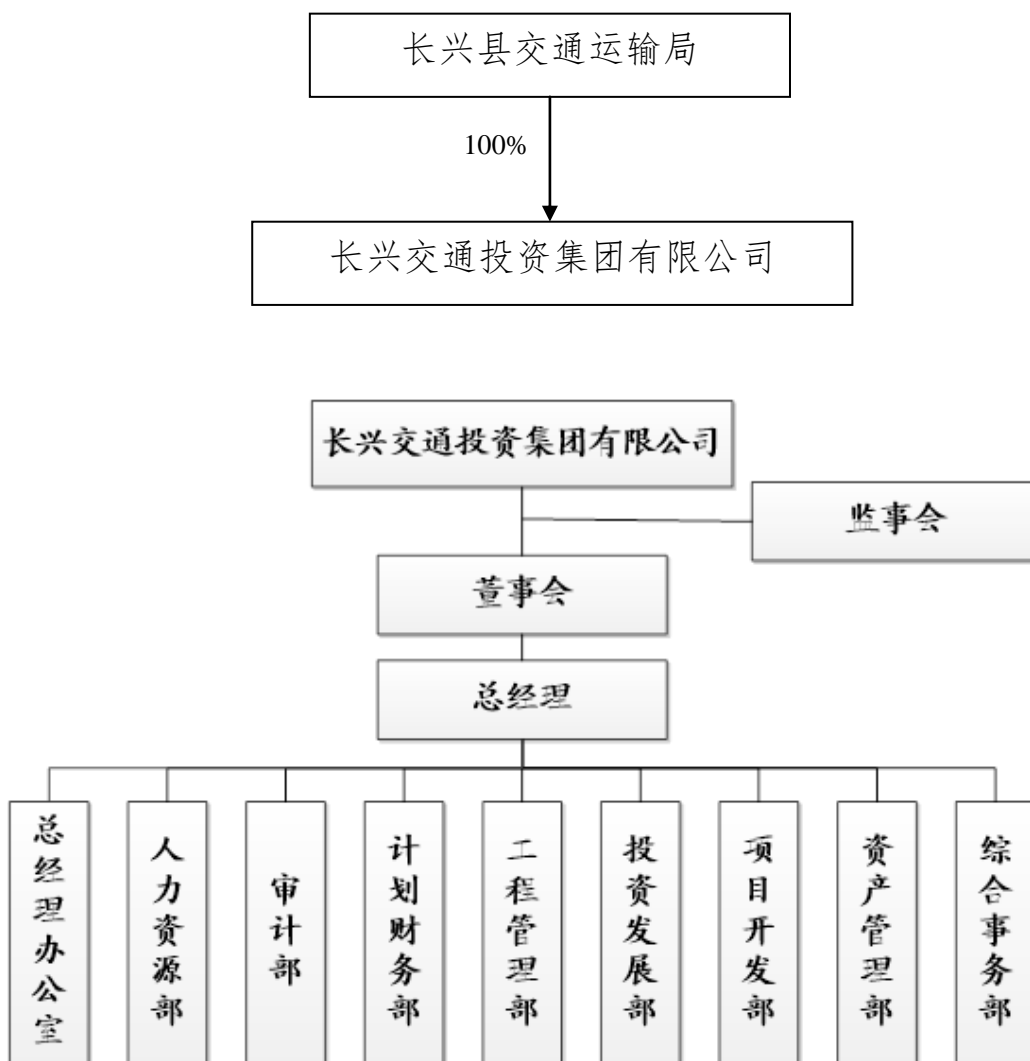 长兴县交通运输局
100%
长兴交通投资集团有限公司
长兴交通投资集团有限公司
监事会
董事会
总经理
总经理办公室
人力资源部
审计部
计划财务部
工程管理部
投资发展部
项目开发部
资产管理部
综合事务部